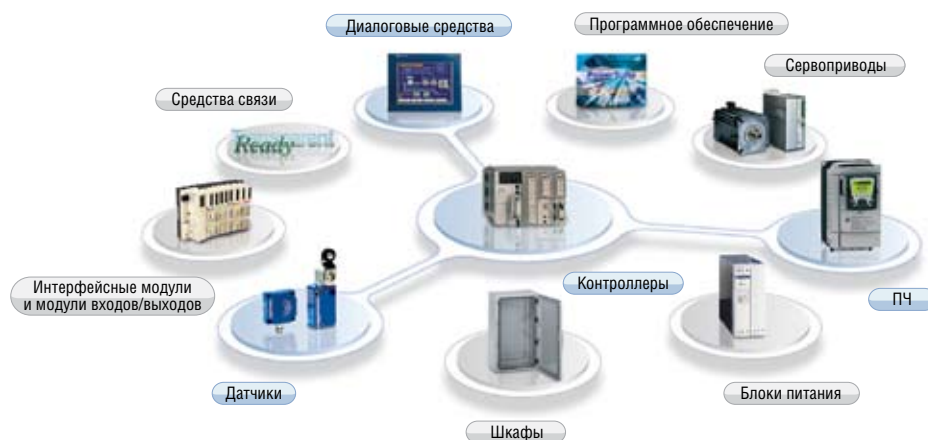 Диалоговые средства
Программное обеспечение
Сервоприводы
Средства связи
Ready
Интерфейсные модули
и модули входов/выходов
Контроллеры
ПЧ
Датчики
Блоки питания
Шкафы